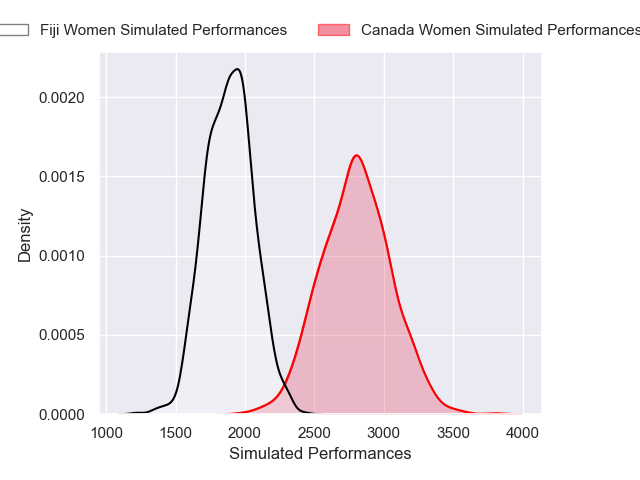 Fiji Women Simulated Performances
Canada Women Simulated Performances
0.0020
0.0015
0.0010
0.0005
0.0000
Density
1000 1500 2000 2500 3000 3500 4000
Simulated Performances